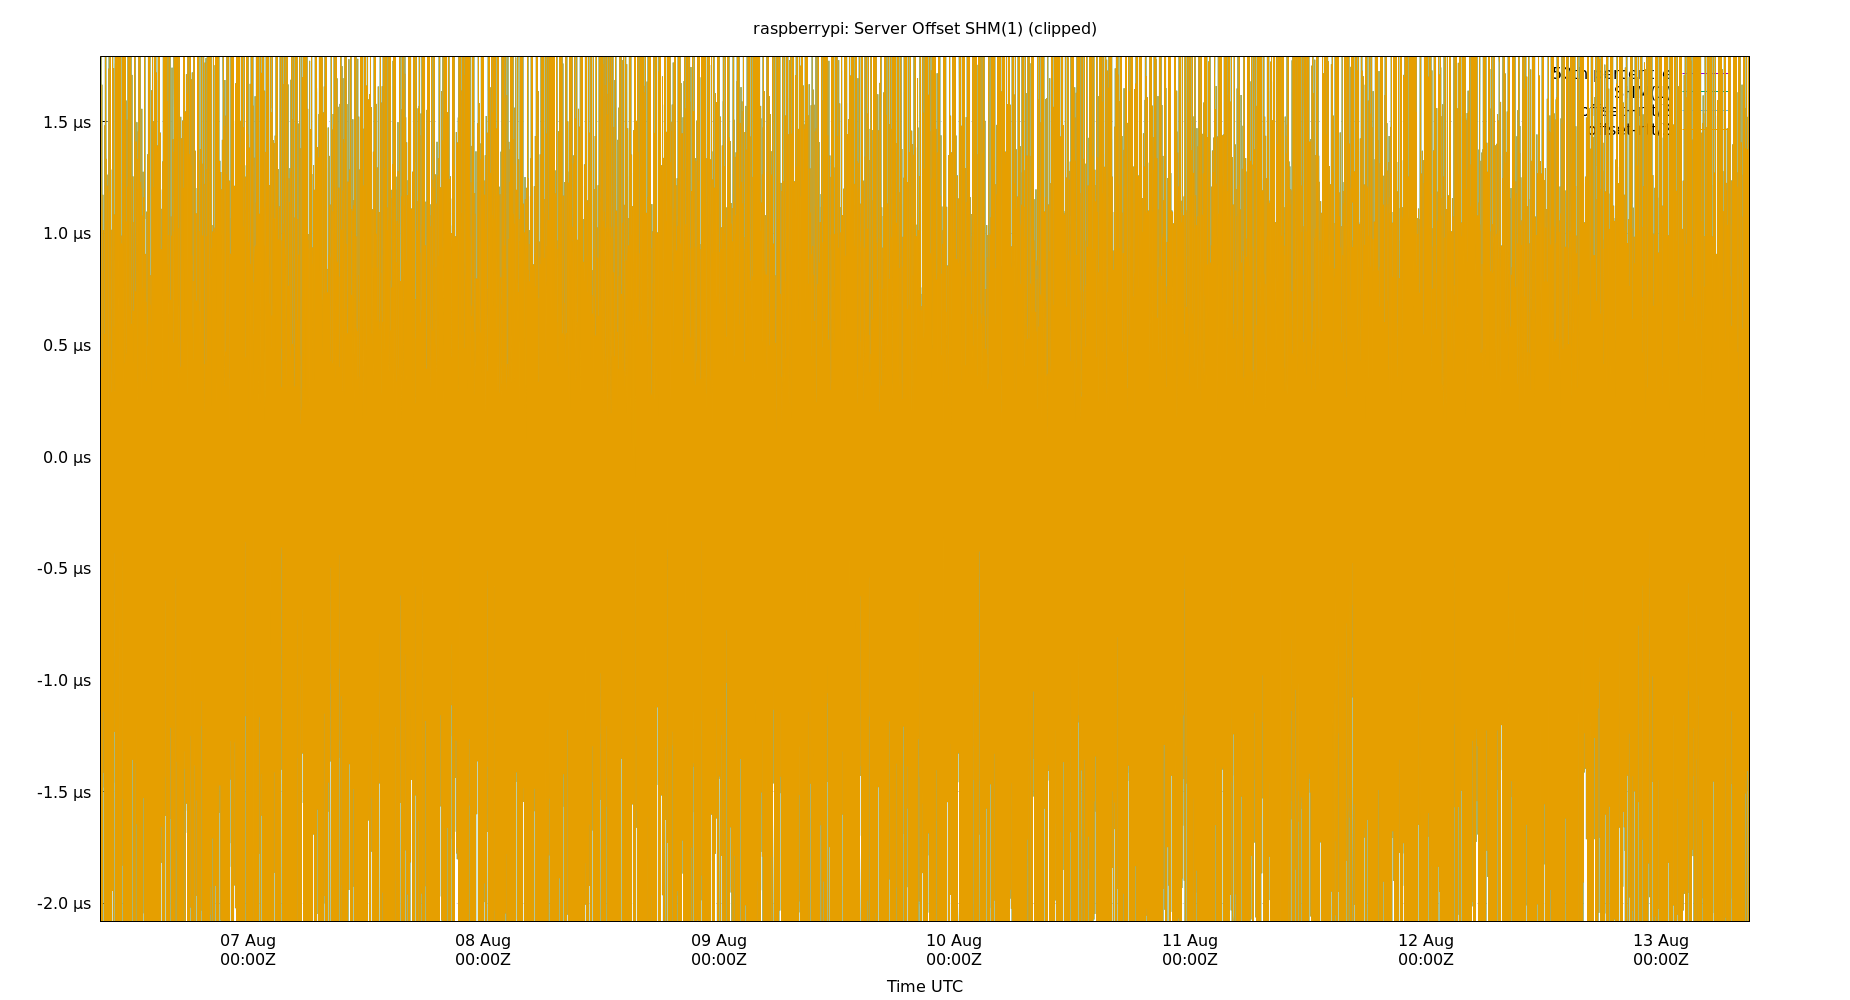 raspberrypi: Server Offset SHM(1) (clipped)
1.5 µs
1.0 µs
0.5 µs
0.0 µs
-0.5 µs
-1.0 µs
-1.5 µs
-2.0 µs
07 Aug 08 Aug 09 Aug 10 Aug 11 Aug 12 Aug 13 Aug
00:00Z 00:00Z 00:00Z 00:00Z 00:00Z 00:00Z 00:00Z
Time UTC